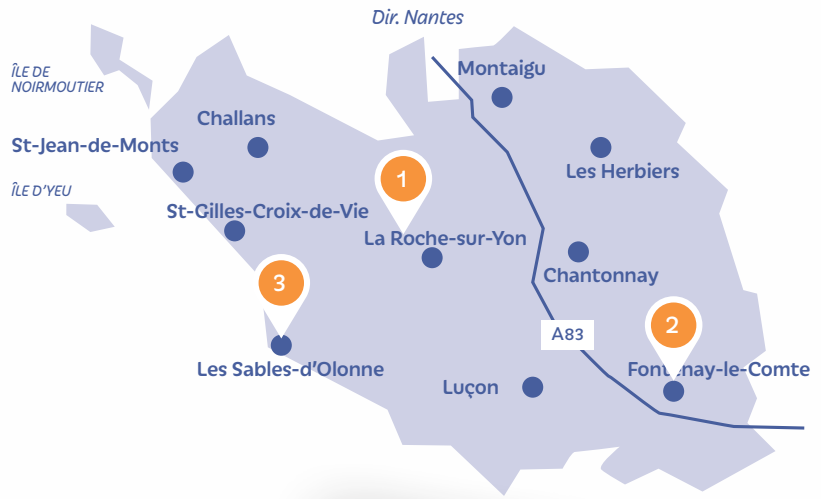 Dir. Nantes
Montaigu
ÎLE DE
NOIRMOUTIER
Challans
St-Jean-de-Monts
Les Herbiers
1
ÎLE D'YEU
St-Gilles-Croix-de-Vie
La Roche-sur-Yon
Chantonnay
3
2
A83
Les Sables-d'Olonne
Fontenay-le-Comte
Luçon